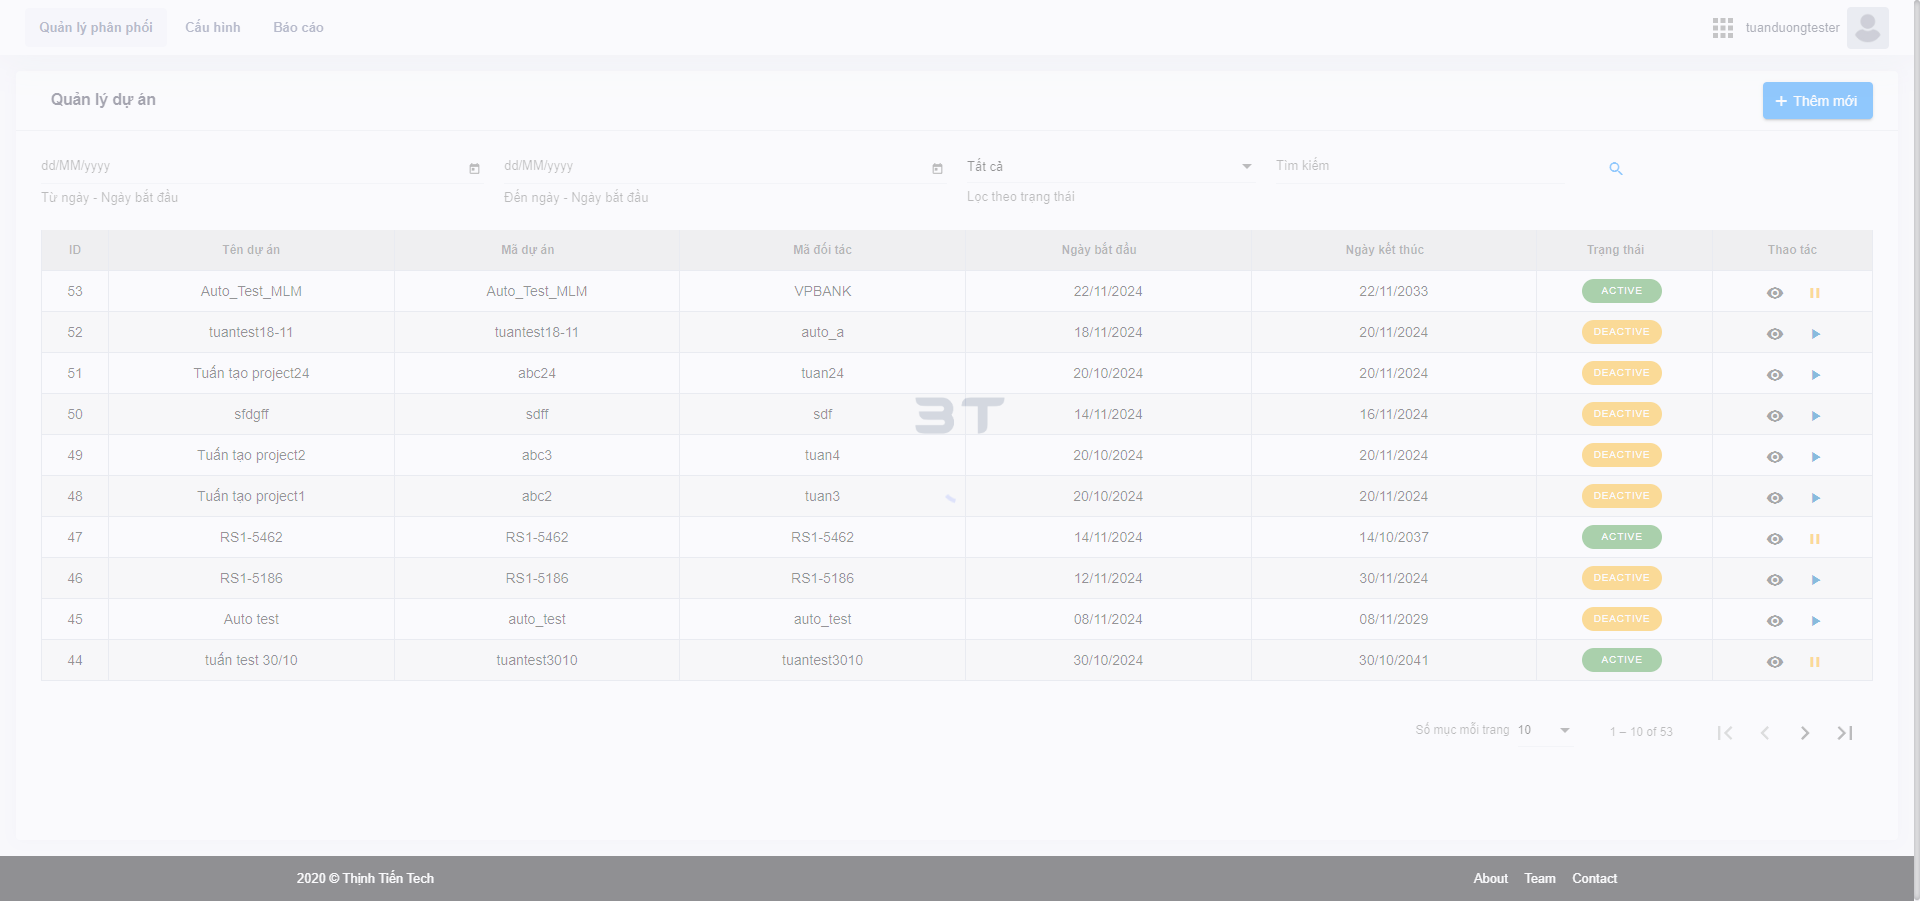 Quản lý phân phối Cấu hình Báo cáo tuanduongtester
Quản lý dự án + Thêm mới
dd/MM/yyyy dd/MM/yyyy Tất cả Tìm kiếm
Từ ngày - Ngày bắt đầu Đến ngày - Ngày bắt đầu Lọc theo trạng thái
ID Tên dự án Mã dự án Mã đối tác Ngày bắt đầu Ngày kết thúc Trạng thái Thao tác
53 Auto_Test_MLM Auto_Test_MLM VPBANK 22/11/2024 22/11/2033 ACTIVE
52 tuantest18-11 tuantest18-11 auto_a 18/11/2024 20/11/2024 DEACTIVE
51 Tuấn tạo project24 abc24 tuan24 20/10/2024 20/11/2024 DEACTIVE
50 sfdgff sdff sdf 14/11/2024 16/11/2024 DEACTIVE
3T
49 Tuấn tạo project2 abc3 tuan4 20/10/2024 20/11/2024 DEACTIVE
48 Tuấn tạo project1 abc2 tuan3 20/10/2024 20/11/2024 DEACTIVE
47 RS1-5462 RS1-5462 RS1-5462 14/11/2024 14/10/2037 ACTIVE
46 RS1-5186 RS1-5186 RS1-5186 12/11/2024 30/11/2024 DEACTIVE
45 Auto test auto_test auto_test 08/11/2024 08/11/2029 DEACTIVE
44 tuấn test 30/10 tuantest3010 tuantest3010 30/10/2024 30/10/2041 ACTIVE
Số mục mỗi trang 10 1 – 10 of 53
2020 © Thịnh Tiến Tech About Team Contact